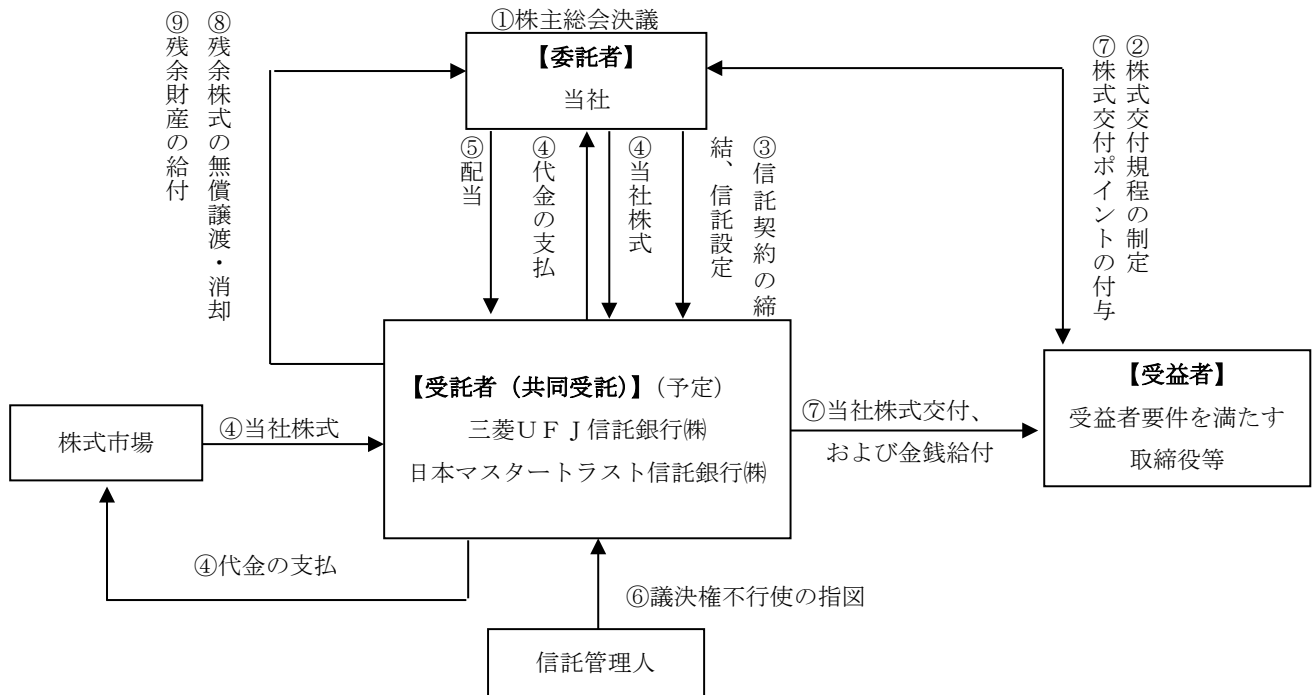 ①株主総会決議
【委託者】
当社
⑨残余財産の給付
⑧残余株式の無償譲渡・消却
⑤配当
④代金の支払
④当社株式
③信託契約の締
結、信託設定
②株式交付規程の制定
⑦株式交付ポイントの付与
【受託者（共同受託）】（予定）
三菱ＵＦＪ信託銀行㈱
日本マスタートラスト信託銀行㈱
株式市場
④当社株式
④代金の支払
⑦当社株式交付、
および金銭給付
【受益者】
受益者要件を満たす
取締役等
⑥議決権不行使の指図
信託管理人